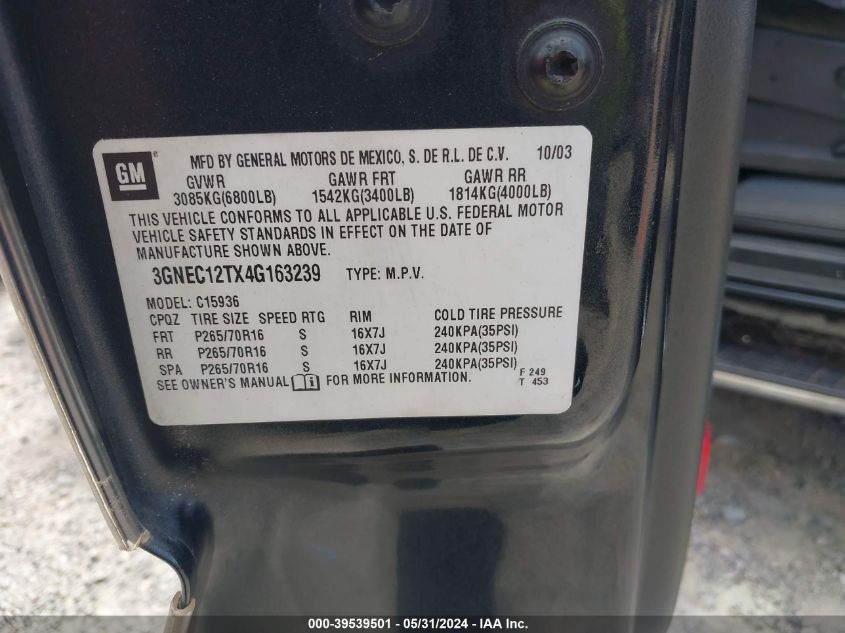 GM
MFD BY GENERAL MOTORS DE MEXICO, S. DE R.L. DE C.V. 10/03
GVWR GAWR FRT GAWR RR
3085KG(6800LB) 1542KG(3400LB) 1814KG(4000LB)
THIS VEHICLE CONFORMS TO ALL APPLICABLE U.S. FEDERAL MOTOR
VEHICLE SAFETY STANDARDS IN EFFECT ON THE DATE OF
MANUFACTURE SHOWN ABOVE.
3GNEC12TX4G163239 TYPE: M.P.V.
MODEL: C15936
CPQZ TIRE SIZE SPEED RTG RIM COLD TIRE PRESSURE
FRT P265/70R16 S 16X7J 240KPA(35PSI)
RR P265/70R16 S 16X7J 240KPA(35PSI)
SPA P265/70R16 S 16X7J 240KPA(35PSI)
SEE OWNER'S MANUAL i FOR MORE INFORMATION. F 249
T 453
000-39539501 / 05/31/2024 - IAA Inc.